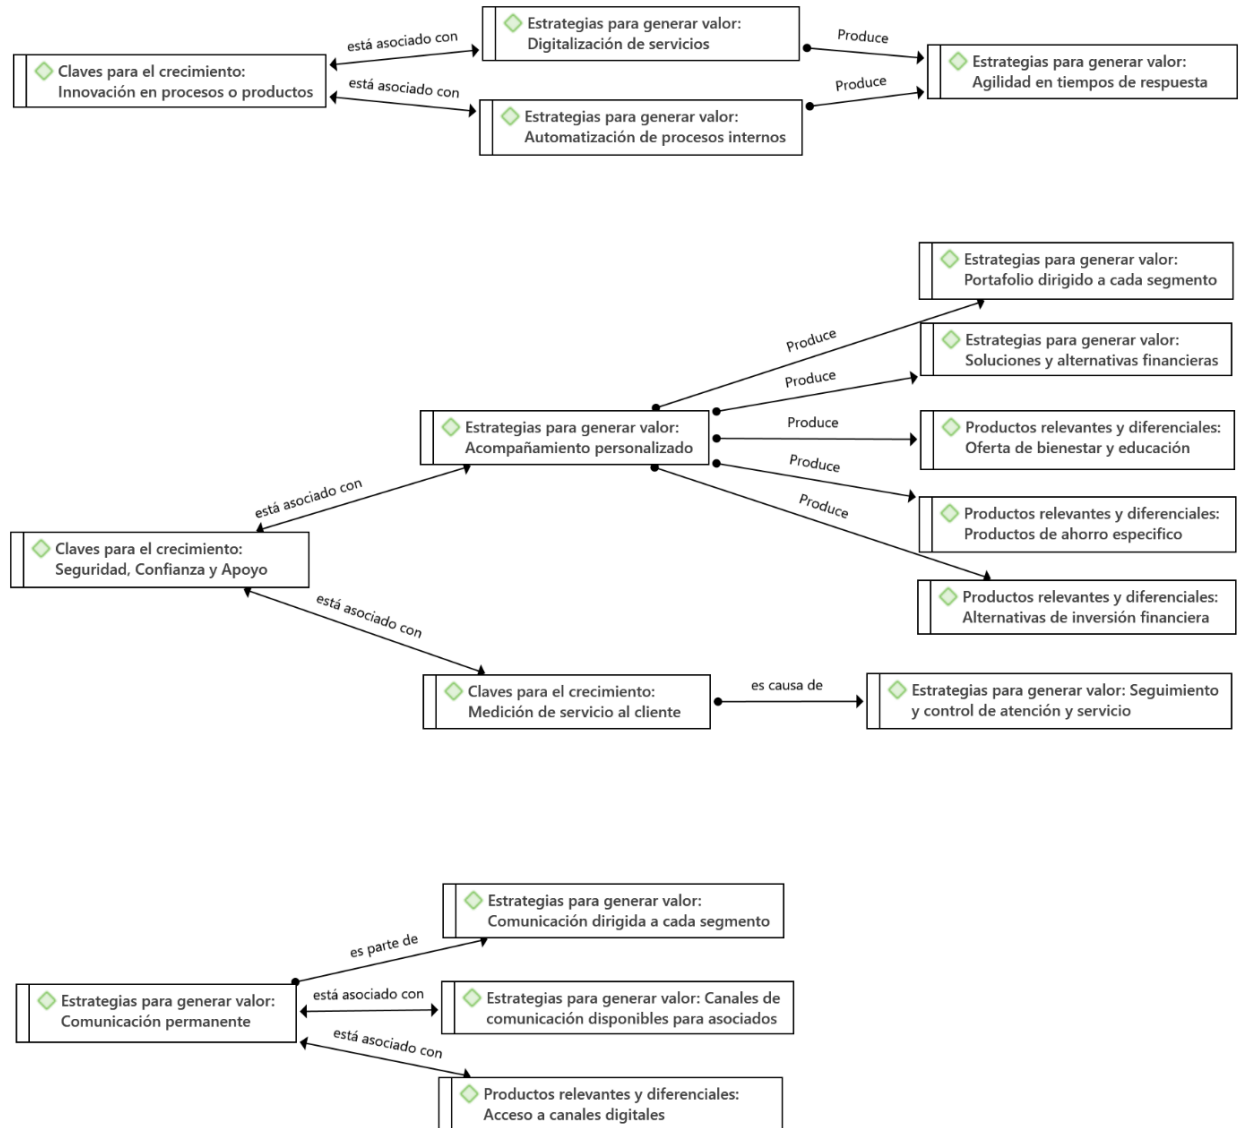 Estrategias para generar valor:
Digitalización de servicios
está asociado con
Produce
Claves para el crecimiento:
Innovación en procesos o productos
Estrategias para generar valor:
Agilidad en tiempos de respuesta
está asociado con
Produce
Estrategias para generar valor:
Automatización de procesos internos
Estrategias para generar valor:
Portafolio dirigido a cada segmento
Produce
Estrategias para generar valor:
Soluciones y alternativas financieras
Produce
Estrategias para generar valor:
Acompañamiento personalizado
Produce
Productos relevantes y diferenciales:
Oferta de bienestar y educación
Produce
Productos relevantes y diferenciales:
Productos de ahorro especifico
Produce
Productos relevantes y diferenciales:
Alternativas de inversión financiera
está asociado con
Claves para el crecimiento:
Seguridad, Confianza y Apoyo
está asociado con
Claves para el crecimiento:
Medición de servicio al cliente
es causa de
Estrategias para generar valor: Seguimiento
y control de atención y servicio
Estrategias para generar valor:
Comunicación dirigida a cada segmento
es parte de
Estrategias para generar valor:
Comunicación permanente
está asociado con
Estrategias para generar valor: Canales de
comunicación disponibles para asociados
está asociado con
Productos relevantes y diferenciales:
Acceso a canales digitales